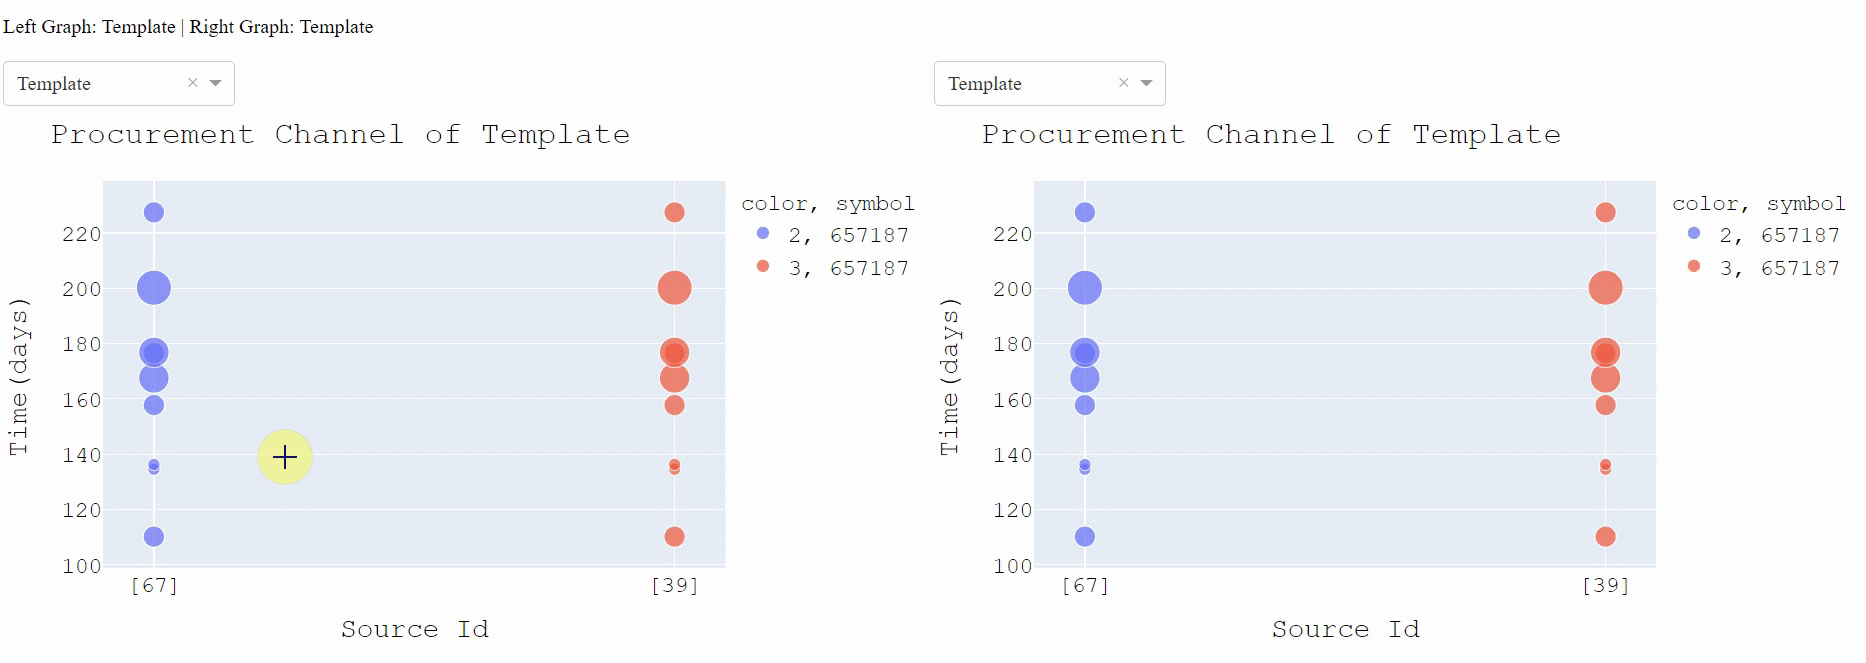 Left Graph: Template | Right Graph: Template
Template × 
Procurement Channel of Template
color, symbol
2, 657187
3, 657187
220
200
180
160
140
120
100
Time(days)
[67] [39]
Source Id
Template ×
Procurement Channel of Template
color, symbol
2, 657187
3, 657187
220
200
180
160
140
120
100
Time(days)
[67] [39]
Source Id